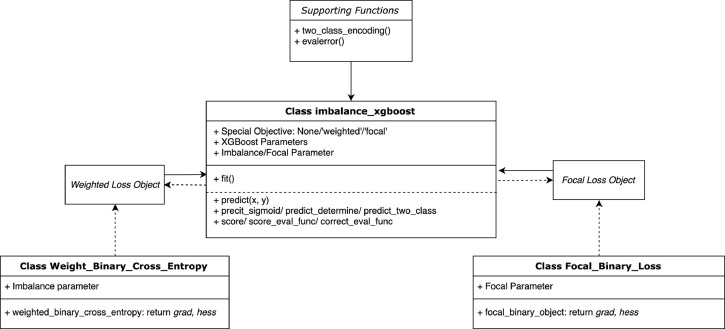 Supporting Functions
+ two_class_encoding()
+ evalerror()
Class imbalance_xgboost
+ Special Objective: None/'weighted'/'focal'
+ XGBoost Parameters
+ Imbalance/Focal Parameter
+ fit()
+ predict(x, y)
+ precit_sigmoid/ predict_determine/ predict_two_class
+ score/ score_eval_func/ correct_eval_func
Weighted Loss Object
Focal Loss Object
Class Weight_Binary_Cross_Entropy
+ Imbalance parameter
+ weighted_binary_cross_entropy: return grad, hess
Class Focal_Binary_Loss
+ Focal Parameter
+ focal_binary_object: return grad, hess